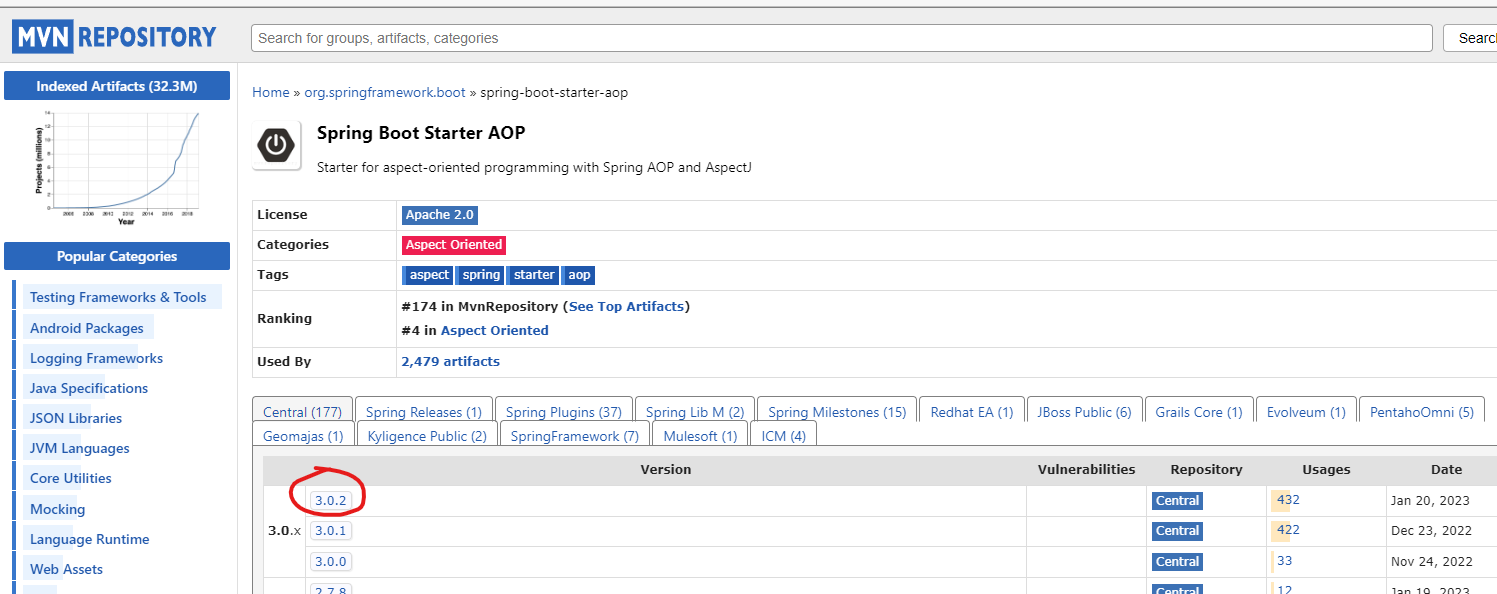 MVN REPOSITORY
Search for groups, artifacts, categories
Search
Indexed Artifacts (32.3M)
Projects (millions)
14
12
10
8
6
4
2
0
Year
Popular Categories
Testing Frameworks & Tools
Android Packages
Logging Frameworks
Java Specifications
JSON Libraries
JVM Languages
Core Utilities
Mocking
Language Runtime
Web Assets
Home » org.springframework.boot » spring-boot-starter-aop
Spring Boot Starter AOP
Starter for aspect-oriented programming with Spring AOP and AspectJ
License Apache 2.0
Categories Aspect Oriented
Tags aspect spring starter aop
Ranking #174 in MvnRepository (See Top Artifacts)
#4 in Aspect Oriented
Used By 2,479 artifacts
Central (177) Spring Releases (1) Spring Plugins (37) Spring Lib M (2) Spring Milestones (15) Redhat EA (1) JBoss Public (6) Grails Core (1) Evolveum (1) PentahoOmni (5)
Geomajas (1) Kyligence Public (2) SpringFramework (7) Mulesoft (1) ICM (4)
Version Vulnerabilities Repository Usages Date
3.0.2 Central 432 Jan 20, 2023
3.0.x 3.0.1 Central 422 Dec 23, 2022
3.0.0 Central 33 Nov 24, 2022
2.7.8 Central 12 Jan 19, 2023